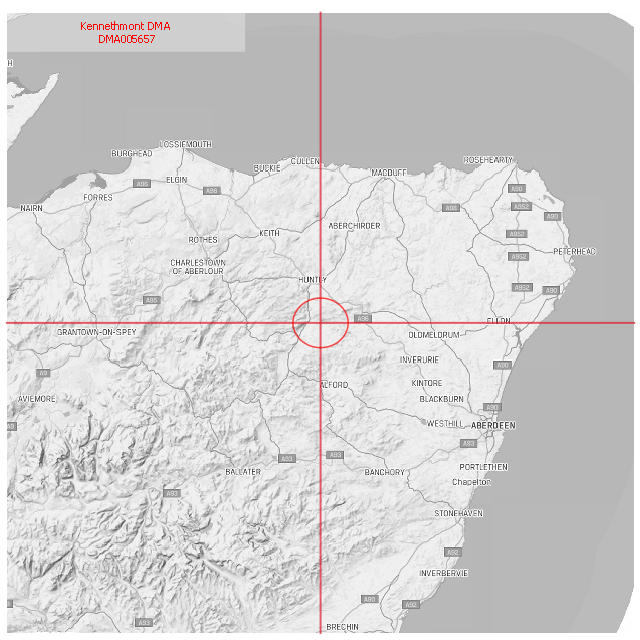 Kennethmont DMA
DMA005657
H
LOSSIEMOUTH
BURGHEAD
CULLEN
ROSEHEARTY
BUCKIE
MACDUFF
ELGIN
A96
A96
A90
FORRES
NAIRN
A98
A952
A90
ABERCHIRDER
KEITH
A952
ROTHES
PETERHEAD
A952
CHARLESTOWN
OF ABERLOUR
HUNTLY
A952
A90
A95
A96
ELLON
GRANTOWN-ON-SPEY
OLDMELDRUM
INVERURIE
A90
A9
ALFORD
KINTORE
AVIEMORE
BLACKBURN
A90
WESTHILL
ABERDEEN
A93
A93
A93
PORTLETHEN
BALLATER
BANCHORY
Chapelton
A93
STONEHAVEN
A92
INVERBERVIE
A90
A92
A93
BRECHIN